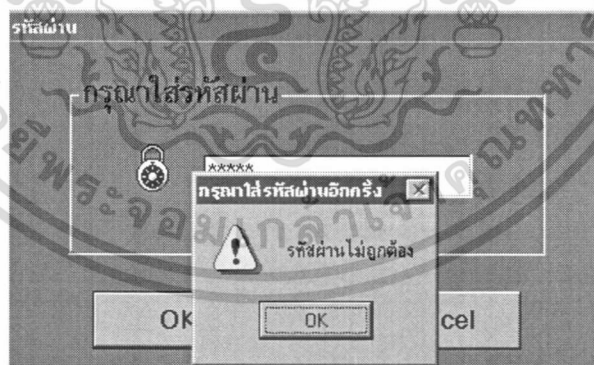 รหัสผ่าน
กรุณาใส่รหัสผ่าน
*****
กรุณาใส่รหัสผ่านอีกครั้ง
รหัสผ่านไม่ถูกต้อง
OK
OK
cel